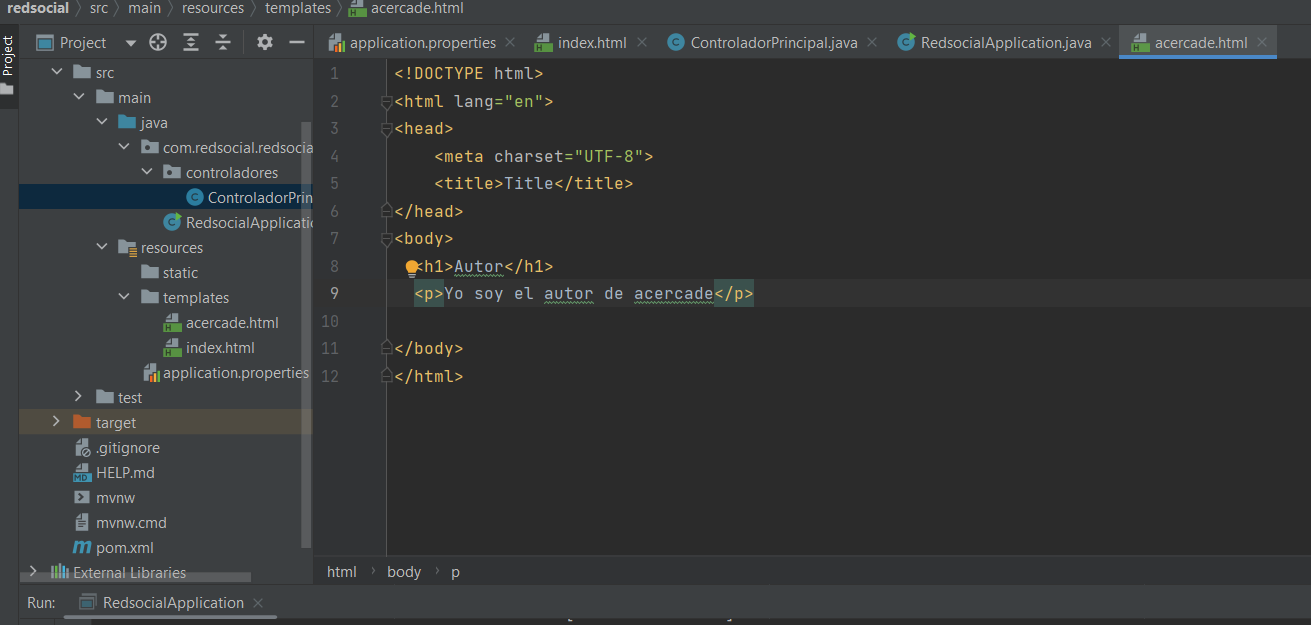 redsocial src main resources templates acercade.html
Project
Project
application.properties index.html ControladorPrincipal.java RedsocialApplication.java acercade.html
src
main
java
com.redsocial.redsocia
controladores
ControladorPrin
RedsocialApplicatio
resources
static
templates
acercade.html
index.html
application.properties
test
target
.gitignore
HELP.md
mvnw
mvnw.cmd
pom.xml
External Libraries
1 <!DOCTYPE html>
2 <html lang="en">
3 <head>
4 <meta charset="UTF-8">
5 <title>Title</title>
6 </head>
7 <body>
8 <h1>Autor</h1>
9 <p>Yo soy el autor de acercade</p>
10
11 </body>
12 </html>
html body p
Run: RedsocialApplication